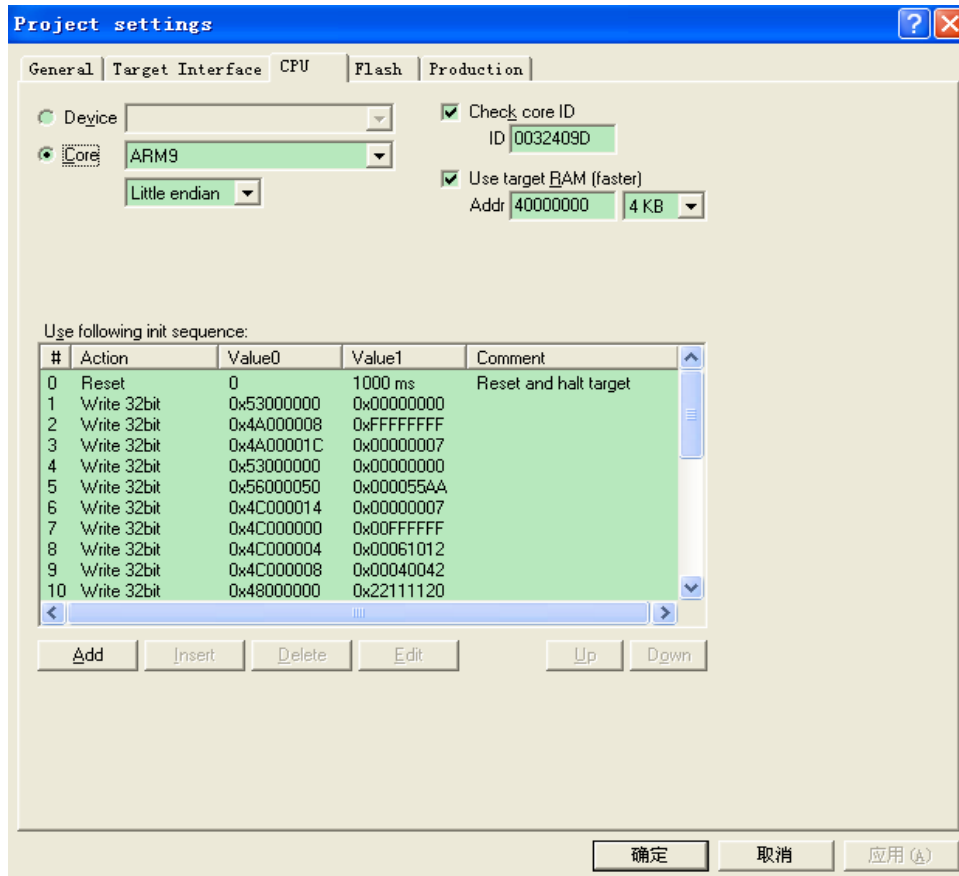 Project settings
General Target Interface CPU Flash Production
Device
Check core ID
ID 0032409D
Core ARM9
Little endian
Use target RAM (faster)
Addr 40000000 4 KB
Use following init sequence:
# Action Value0 Value1 Comment
0 Reset 0 1000 ms Reset and halt target
1 Write 32bit 0x53000000 0x00000000
2 Write 32bit 0x4A000008 0xFFFFFFFF
3 Write 32bit 0x4A00001C 0x00000007
4 Write 32bit 0x53000000 0x00000000
5 Write 32bit 0x56000050 0x000055AA
6 Write 32bit 0x4C000014 0x00000007
7 Write 32bit 0x4C000000 0x00FFFFFF
8 Write 32bit 0x4C000004 0x00061012
9 Write 32bit 0x4C000008 0x00040042
10 Write 32bit 0x48000000 0x22111120
Add Insert Delete Edit Up Down
确定 取消 应用(A)